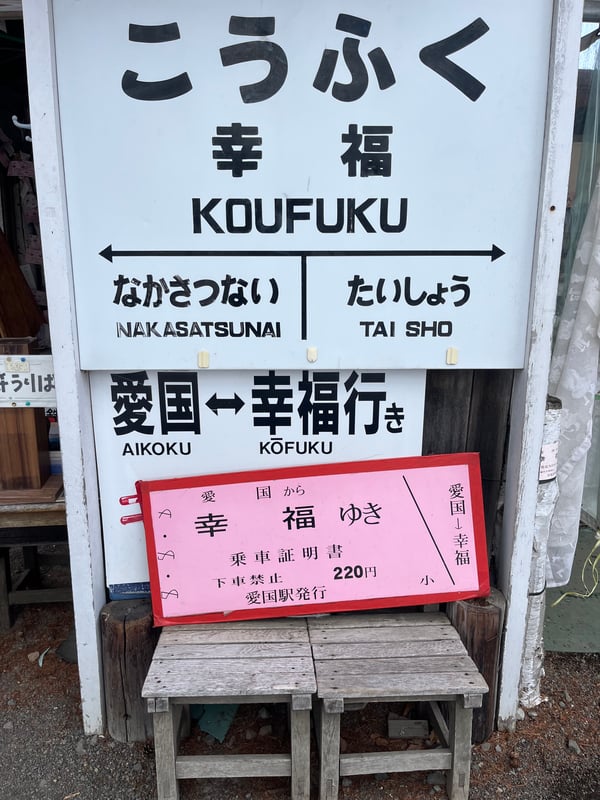 こうふく
幸福
KOUFUKU
なかさつない
NAKASATSUNAI
たいしょう
TAI SHO
愛国↔幸福行き
AIKOKU
KŌFUKU
愛国から
幸福ゆき
乗車証明書
下車禁止 220円 小
愛国駅発行
愛国→幸福
8.8.8